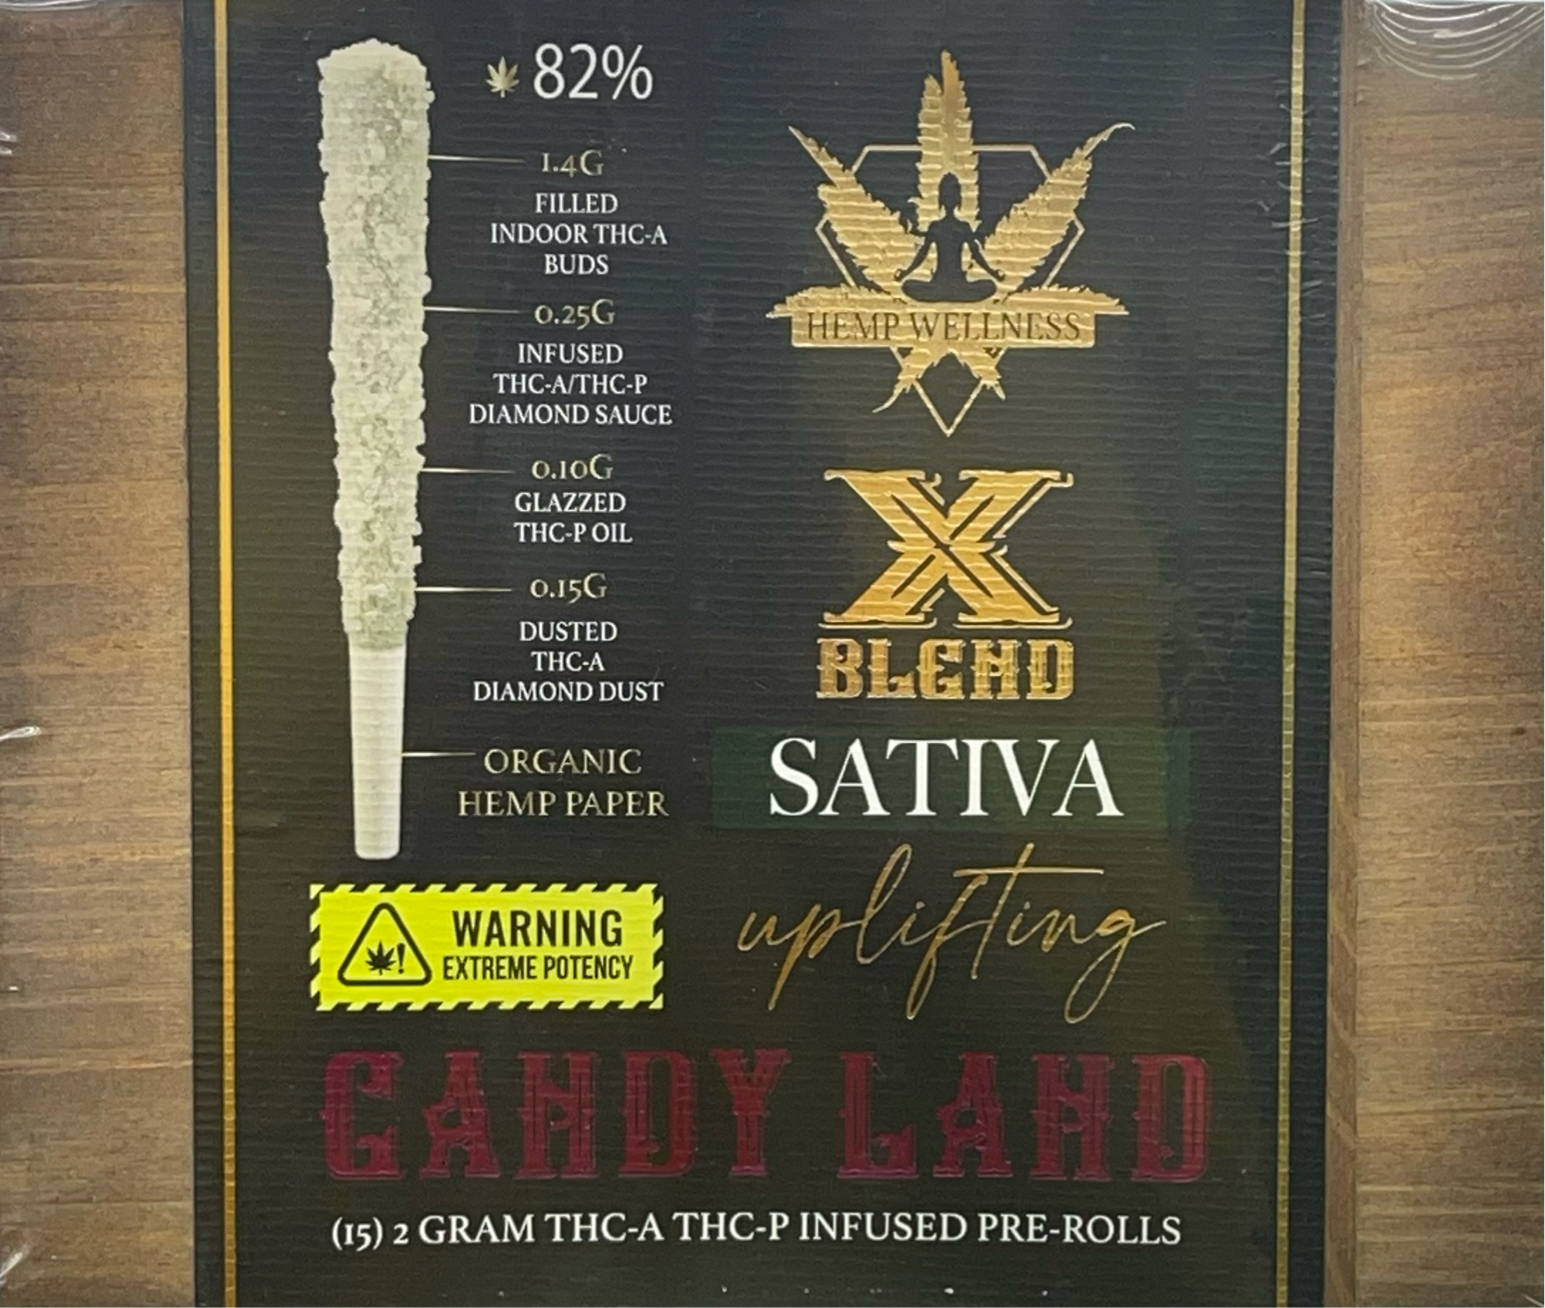 82%
1.4G
FILLED
INDOOR THC-A
BUDS
0.25G
INFUSED
THC-A/THC-P
DIAMOND SAUCE
0.10G
GLAZZED
THC-P OIL
0.15G
DUSTED
THC-A
DIAMOND DUST
ORGANIC
HEMP PAPER
WARNING
EXTREME POTENCY
HEMP WELLNESS
X
BLEND
SATIVA
uplifting
CANDY LAND
(15) 2 GRAM THC-A THC-P INFUSED PRE-ROLLS